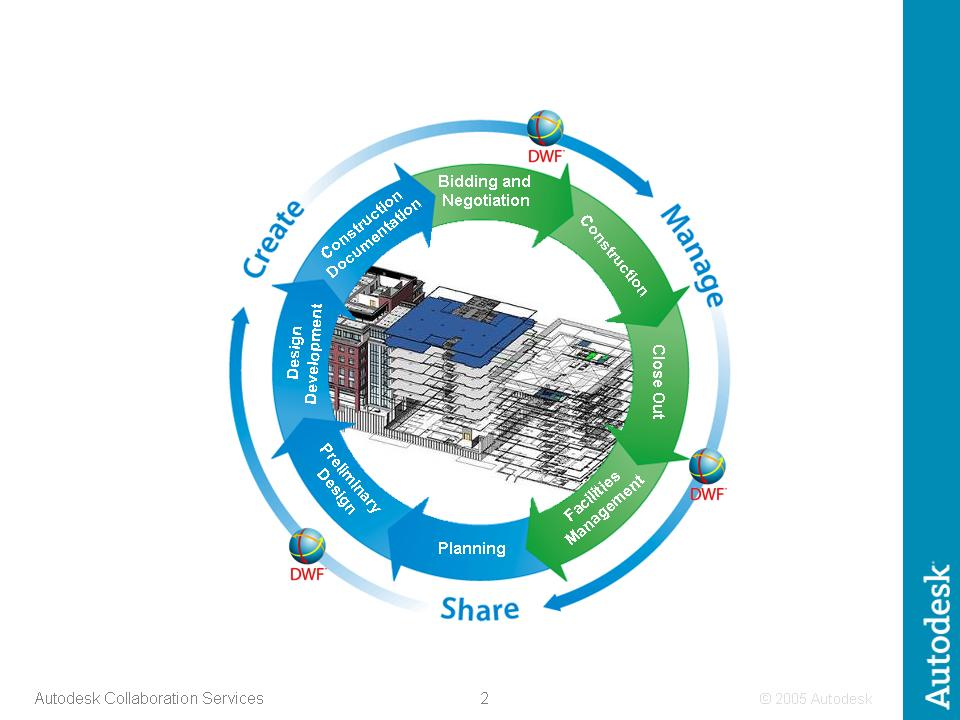 DWF
Bidding and
Negotiation
Construction
Documentation
Create
Construction
Manage
Design
Development
Close Out
Preliminary
Design
Facilities
Management
DWF
Planning
DWF
Share
Autodesk
Autodesk Collaboration Services
2
© 2005 Autodesk